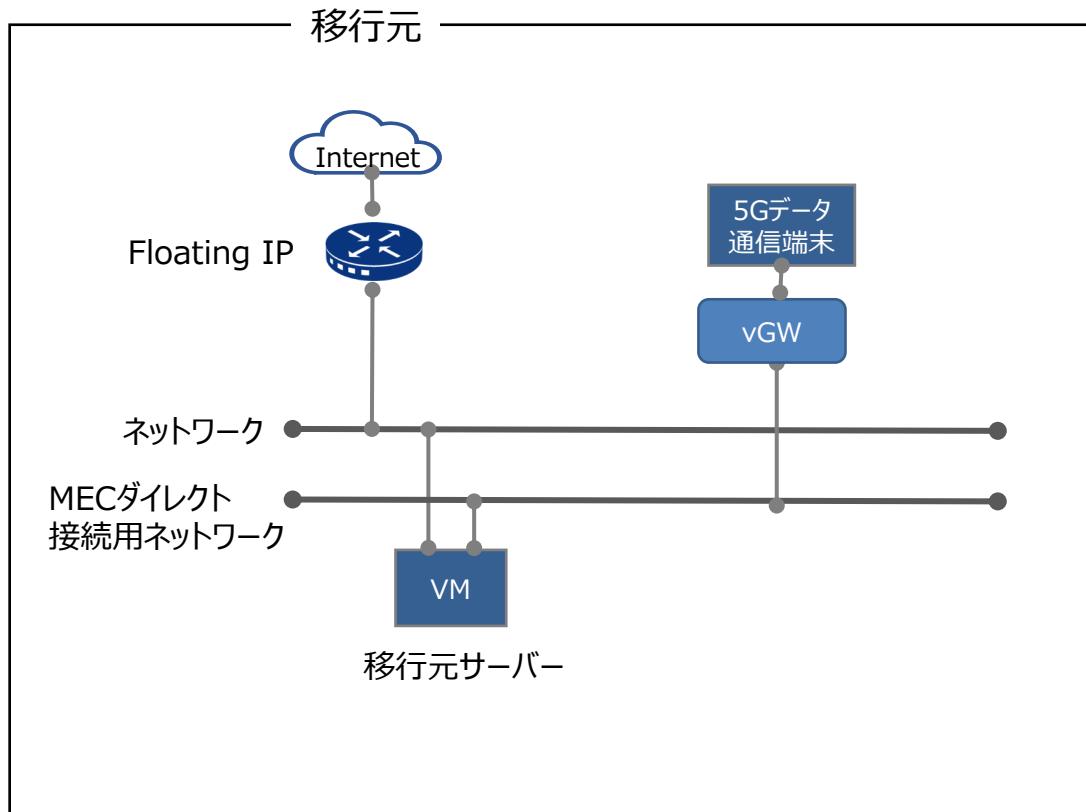 移行元
Internet
Floating IP
5Gデータ
通信端末
vGW
ネットワーク
MECダイレクト
接続用ネットワーク
VM
移行元サーバー